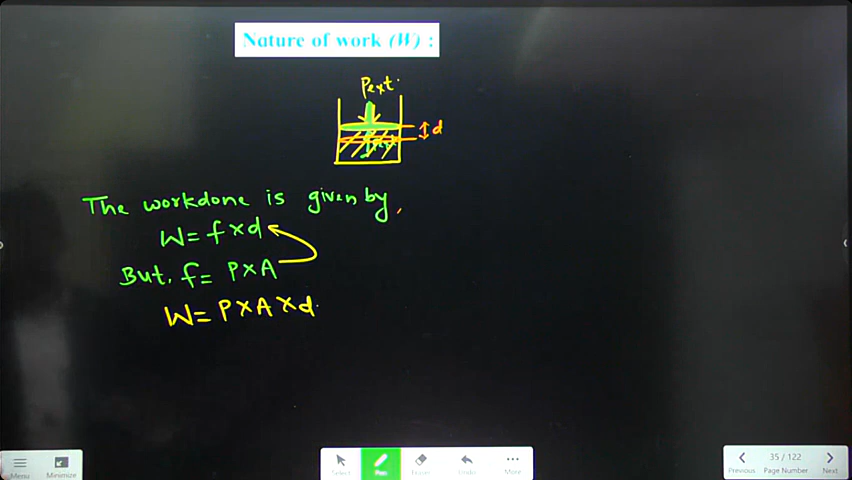 Nature of work (W) :
Pext.
d
The workdone is given by,
W= f×d
But, f= P×A
W= P×A×d.
Menu
Minimize
Select
Pen
Eraser
Undo
More
Previous
35 / 122
Page Number
Next